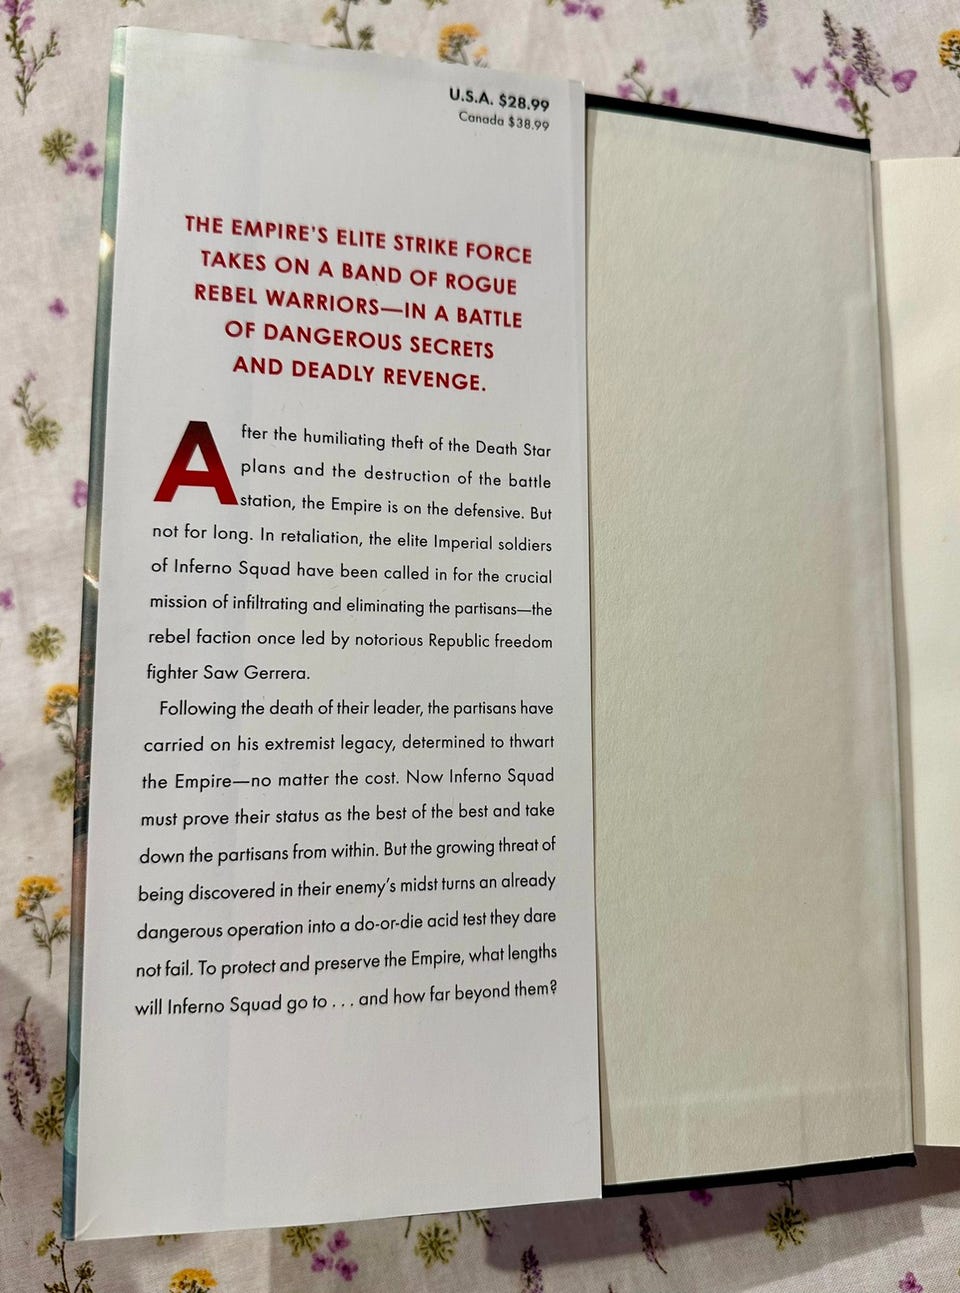 U.S.A. $28.99
Canada $38.99
THE EMPIRE'S ELITE STRIKE FORCE
TAKES ON A BAND OF ROGUE
REBEL WARRIORS—IN A BATTLE
OF DANGEROUS SECRETS
AND DEADLY REVENGE.
After the humiliating theft of the Death Star
plans and the destruction of the battle
station, the Empire is on the defensive. But
not for long. In retaliation, the elite Imperial soldiers
of Inferno Squad have been called in for the crucial
mission of infiltrating and eliminating the partisans—the
rebel faction once led by notorious Republic freedom
fighter Saw Gerrera.
Following the death of their leader, the partisans have
carried on his extremist legacy, determined to thwart
the Empire—no matter the cost. Now Inferno Squad
must prove their status as the best of the best and take
down the partisans from within. But the growing threat of
being discovered in their enemy's midst turns an already
dangerous operation into a do-or-die acid test they dare
not fail. To protect and preserve the Empire, what lengths
will Inferno Squad go to . . . and how far beyond them?